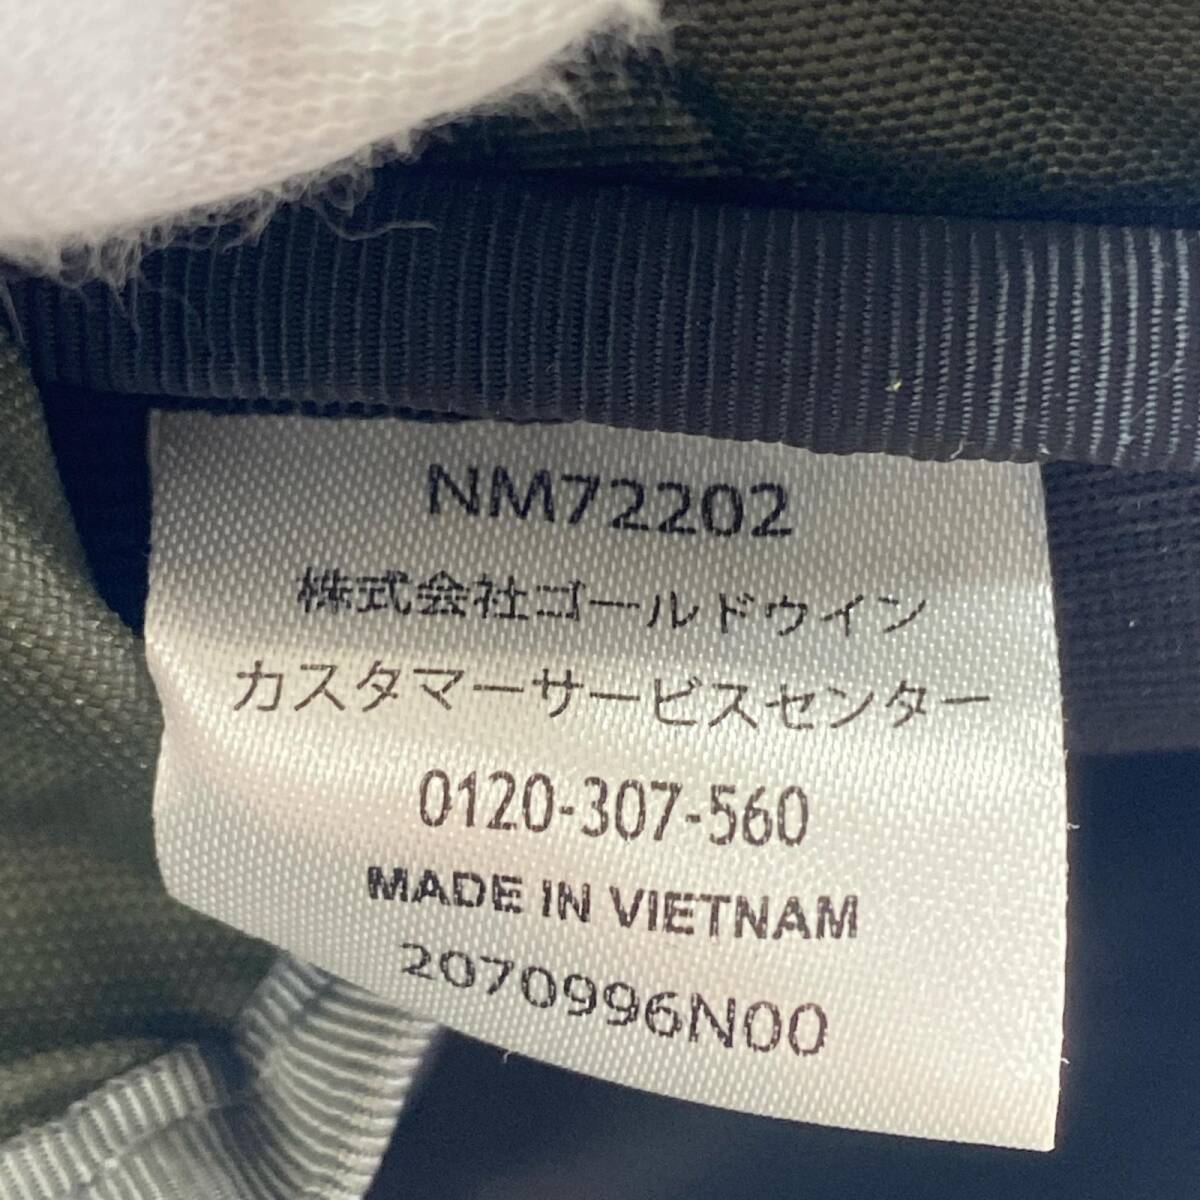 NM72202
株式会社ゴールドウイン
カスタマーサービスセンター
0120-307-560
MADE IN VIETNAM
2070996N00